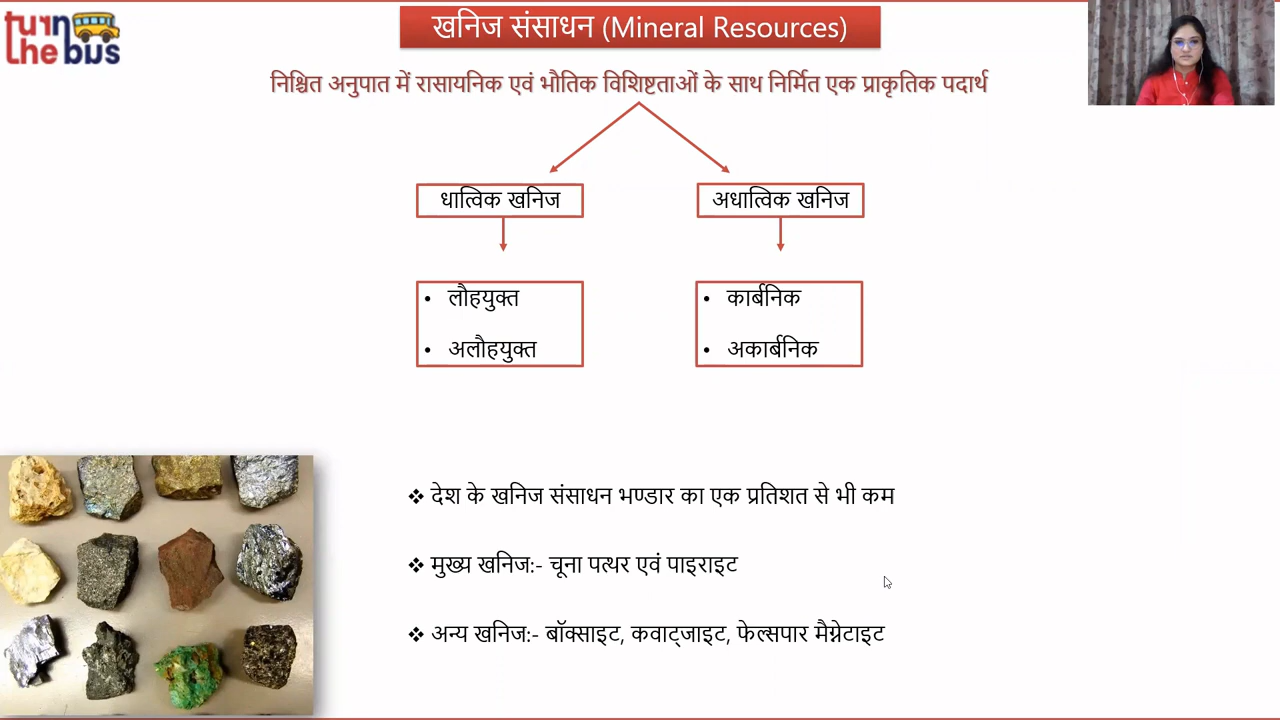 turn
the bus
खनिज संसाधन (Mineral Resources)
निश्चित अनुपात में रासायनिक एवं भौतिक विशिष्टताओं के साथ निर्मित एक प्राकृतिक पदार्थ
धात्विक खनिज
अधात्विक खनिज
• लौहयुक्त
• अलौहयुक्त
• कार्बनिक
• अकार्बनिक
❖ देश के खनिज संसाधन भण्डार का एक प्रतिशत से भी कम
❖ मुख्य खनिज:- चूना पत्थर एवं पाइराइट
❖ अन्य खनिज:- बॉक्साइट, कवाट्जाइट, फेल्सपार मैग्नेटाइट